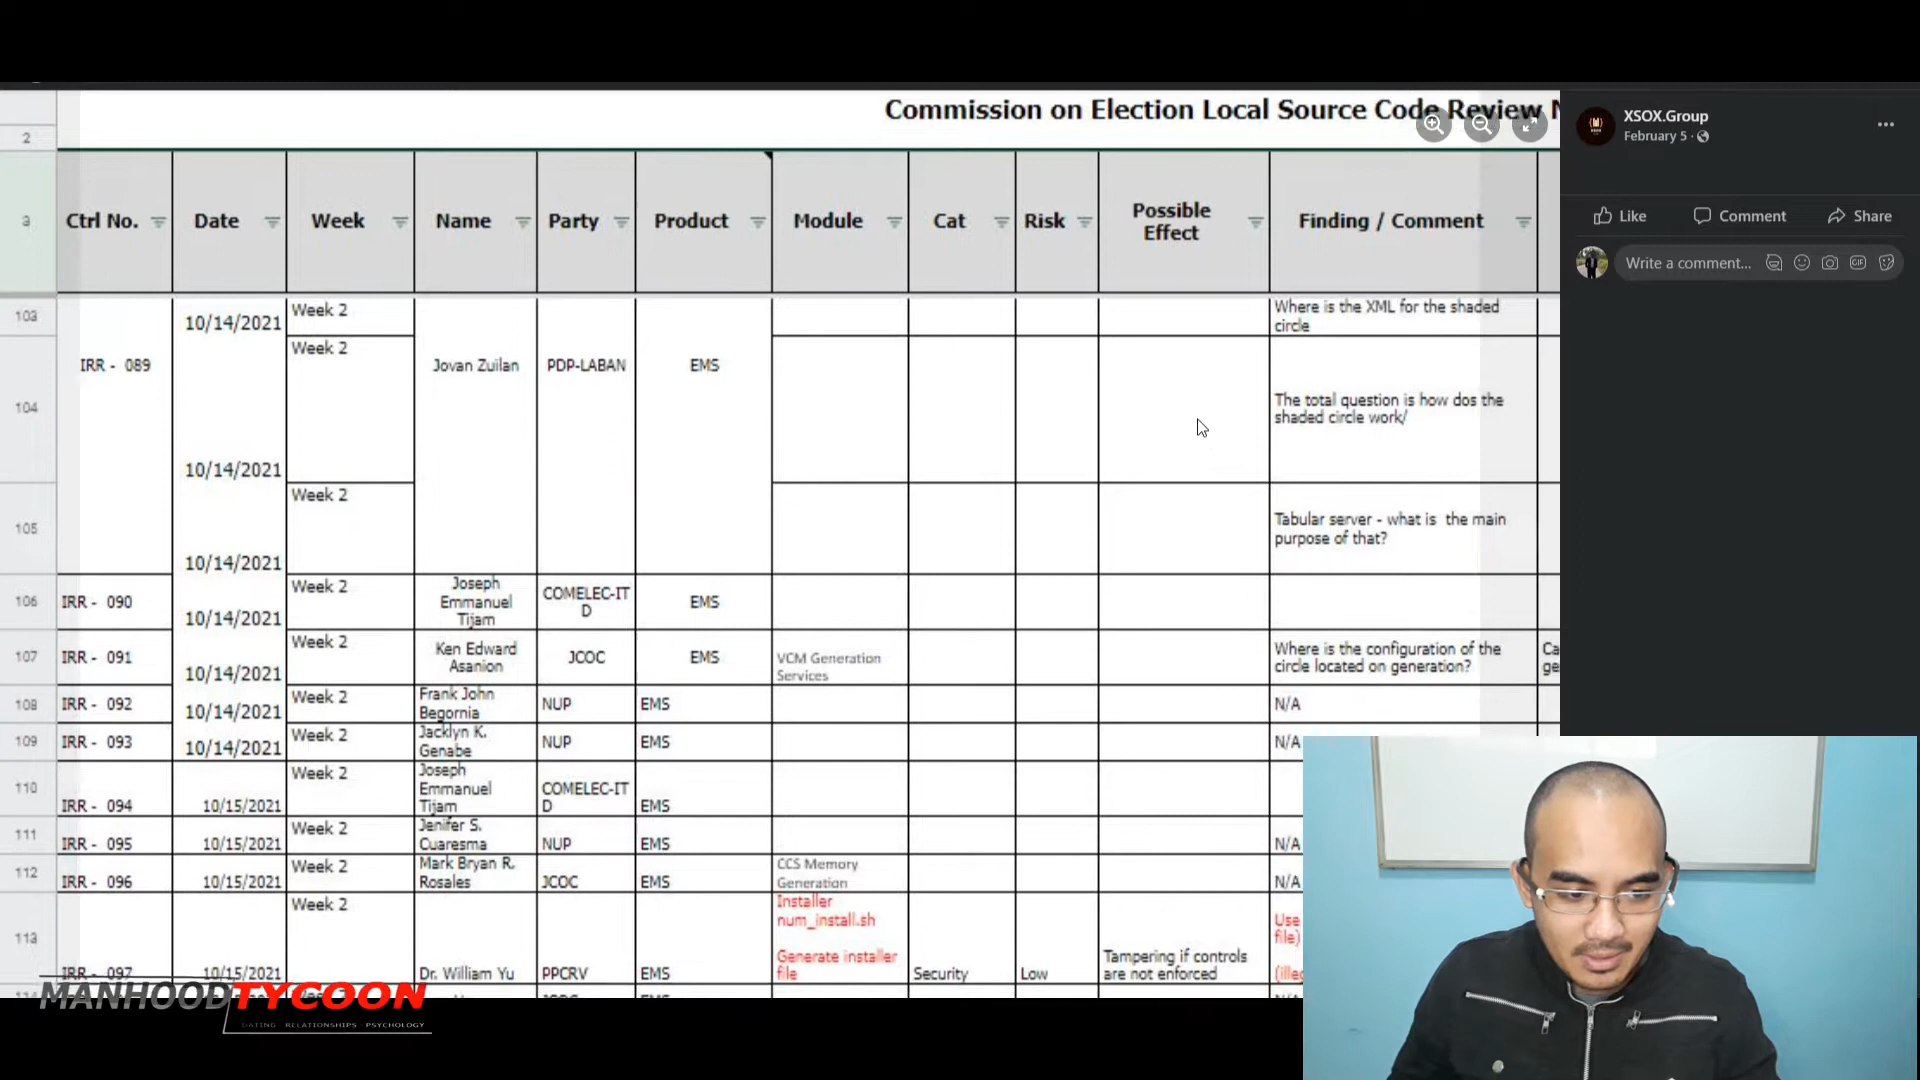 Commission on Election Local Source Code Review N
2
3
Ctrl No.
Date
Week
Name
Party
Product
Module
Cat
Risk
Possible
Effect
Finding / Comment
103
10/14/2021
Week 2
Where is the XML for the shaded
circle
104
IRR - 089
10/14/2021
Week 2
Jovan Zuilan
PDP-LABAN
EMS
The total question is how dos the
shaded circle work/
105
10/14/2021
Week 2
Tabular server - what is the main
purpose of that?
106
IRR - 090
10/14/2021
Week 2
Joseph
Emmanuel
Tijam
COMELEC-IT
D
EMS
107
IRR - 091
10/14/2021
Week 2
Ken Edward
Asanion
JCOC
EMS
VCM Generation
Services
Where is the configuration of the
circle located on generation?
Ca
ge
108
IRR - 092
10/14/2021
Week 2
Frank John
Begornia
NUP
EMS
N/A
109
IRR - 093
10/14/2021
Week 2
Jacklyn K.
Genabe
NUP
EMS
N/A
110
IRR - 094
10/15/2021
Week 2
Joseph
Emmanuel
Tijam
COMELEC-IT
D
EMS
111
IRR - 095
10/15/2021
Week 2
Jenifer S.
Cuaresma
NUP
EMS
N/A
112
IRR - 096
10/15/2021
Week 2
Mark Bryan R.
Rosales
JCOC
EMS
CCS Memory
Generation
N/A
113
IRR - 097
10/15/2021
Week 2
Dr. William Yu
PPCRV
EMS
Installer
num_install.sh
Generate installer
file
Security
Low
Tampering if controls
are not enforced
Use
file)
(illeg
XSOX.Group
February 5
Like
Comment
Share
Write a comment...
GIF
MANHOODTYCOON
DATING · RELATIONSHIPS · PSYCHOLOGY